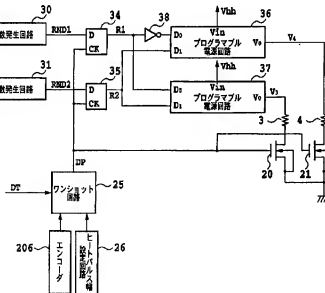 30
34
38
36
Vhh
数発生回路
RND1
D
R1
D₀
Vin
CK
D₁
プログラマブル
電源回路
V₀
V₄
31
35
Vhh
37
数発生回路
RND2
D
R2
D₀
Vin
CK
D₁
プログラマブル
電源回路
V₀
V₃
3
4
20
21
DP
DT
ワンショット
回路
25
206
エンコーダ
ヒートパルス幅
設定回路
26